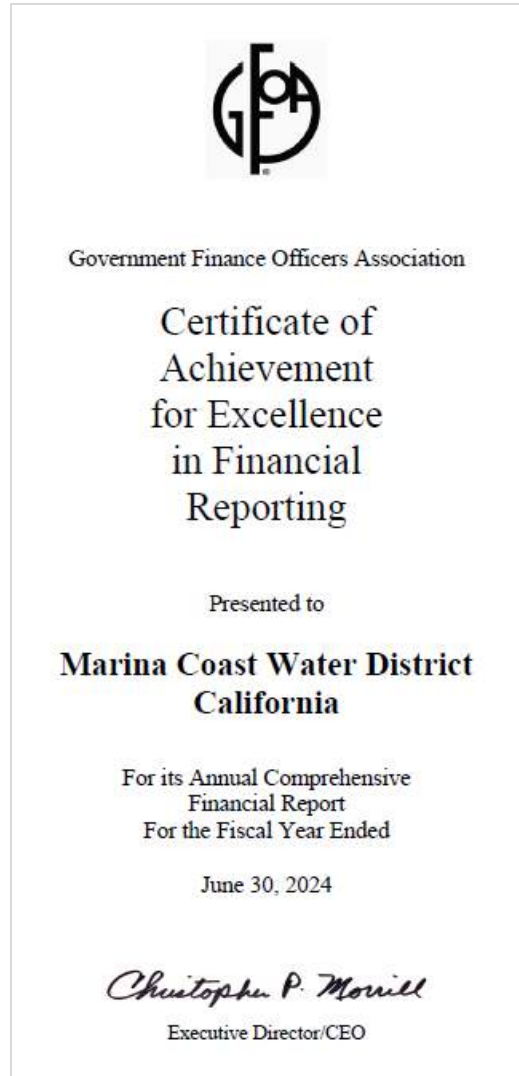 GFOA
Government Finance Officers Association
Certificate of
Achievement
for Excellence
in Financial
Reporting
Presented to
Marina Coast Water District
California
For its Annual Comprehensive
Financial Report
For the Fiscal Year Ended
June 30, 2024
Christopher P. Morrill
Executive Director/CEO